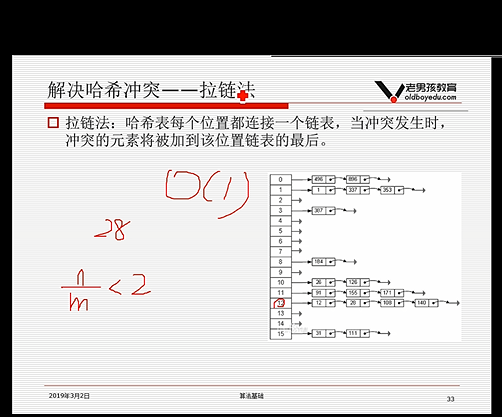 解决哈希冲突——拉链法
老男孩教育
oldboyedu.com
拉链法：哈希表每个位置都连接一个链表，当冲突发生时，
冲突的元素将被加到该位置链表的最后。
O(1)
28
n/m < 2
0 496 896
1 1 337 353
2
3 307
4
5
6
7
8 184
9
10 26 126
11 91 155 171
12 12 28 108 140
13
14
15 31 111
2019年3月2日
算法基础
33